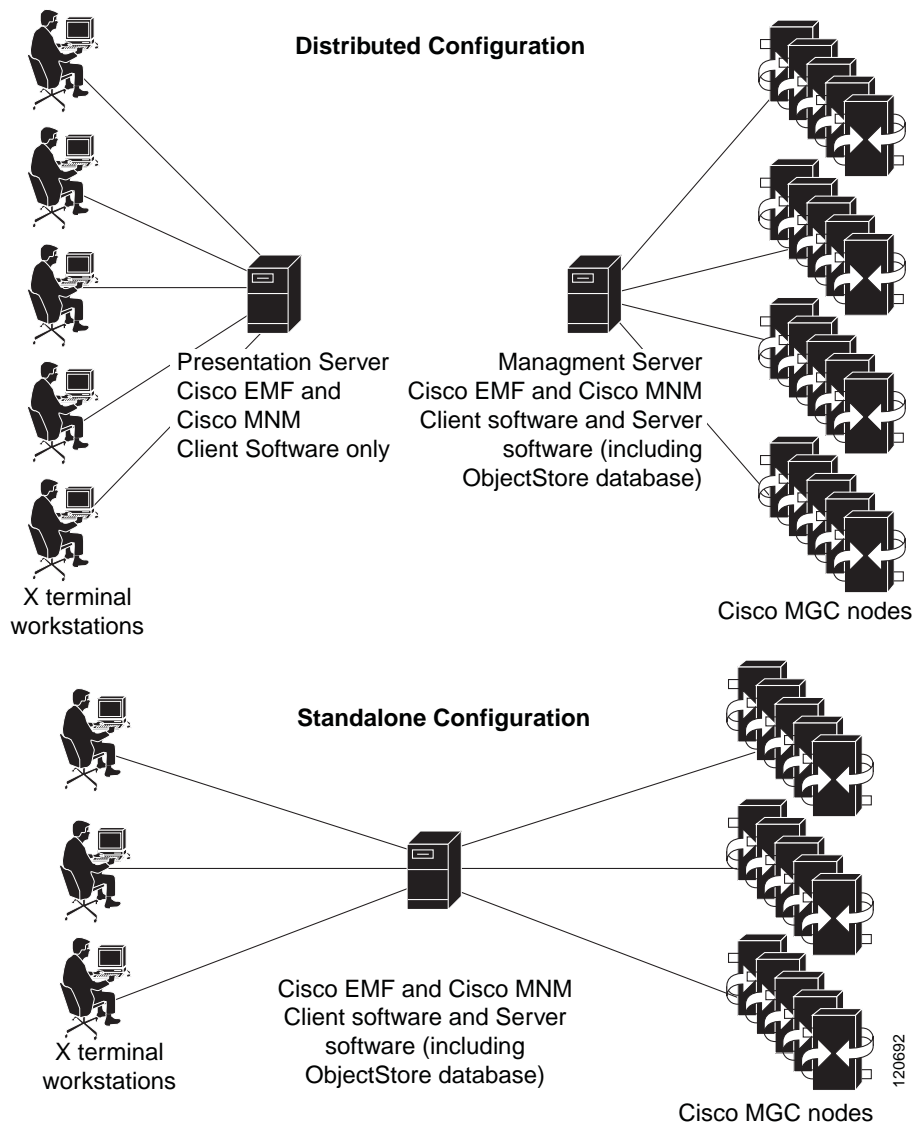 Distributed Configuration
Presentation Server
Cisco EMF and
Cisco MNM
Client Software only
Managment Server
Cisco EMF and Cisco MNM
Client software and Server
software (including
ObjectStore database)
X terminal
workstations
Cisco MGC nodes
Standalone Configuration
Cisco EMF and Cisco MNM
Client software and Server
software (including
ObjectStore database)
X terminal
workstations
120692
Cisco MGC nodes